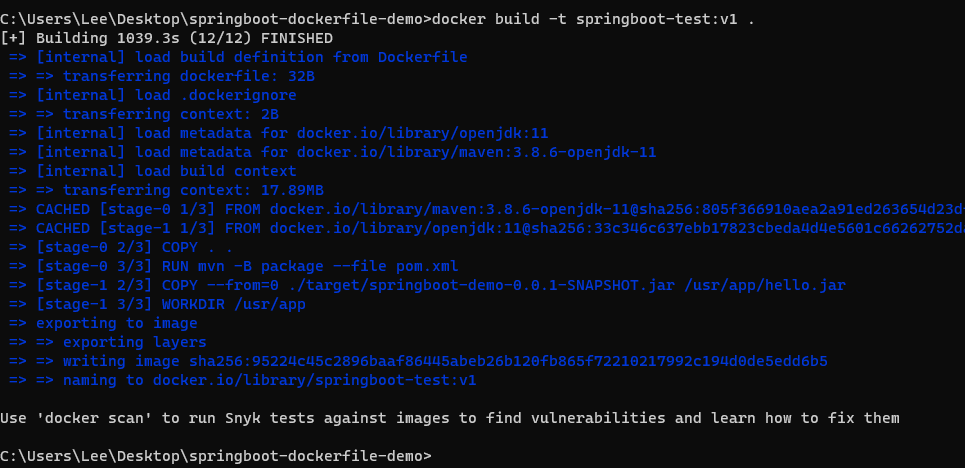 C:\Users\Lee\Desktop\springboot-dockerfile-demo>docker build -t springboot-test:v1 .
[+] Building 1039.3s (12/12) FINISHED
=> [internal] load build definition from Dockerfile
=> => transferring dockerfile: 32B
=> [internal] load .dockerignore
=> => transferring context: 2B
=> [internal] load metadata for docker.io/library/openjdk:11
=> [internal] load metadata for docker.io/library/maven:3.8.6-openjdk-11
=> [internal] load build context
=> => transferring context: 17.89MB
=> CACHED [stage-0 1/3] FROM docker.io/library/maven:3.8.6-openjdk-11@sha256:805f366910aea2a91ed263654d23d
=> CACHED [stage-1 1/3] FROM docker.io/library/openjdk:11@sha256:33c346c637ebb17823cbeda4d4e5601c66262752d
=> [stage-0 2/3] COPY . .
=> [stage-0 3/3] RUN mvn -B package --file pom.xml
=> [stage-1 2/3] COPY --from=0 ./target/springboot-demo-0.0.1-SNAPSHOT.jar /usr/app/hello.jar
=> [stage-1 3/3] WORKDIR /usr/app
=> exporting to image
=> => exporting layers
=> => writing image sha256:95224c45c2896baaf86445abeb26b120fb865f72210217992c194d0de5edd6b5
=> => naming to docker.io/library/springboot-test:v1
Use 'docker scan' to run Snyk tests against images to find vulnerabilities and learn how to fix them
C:\Users\Lee\Desktop\springboot-dockerfile-demo>